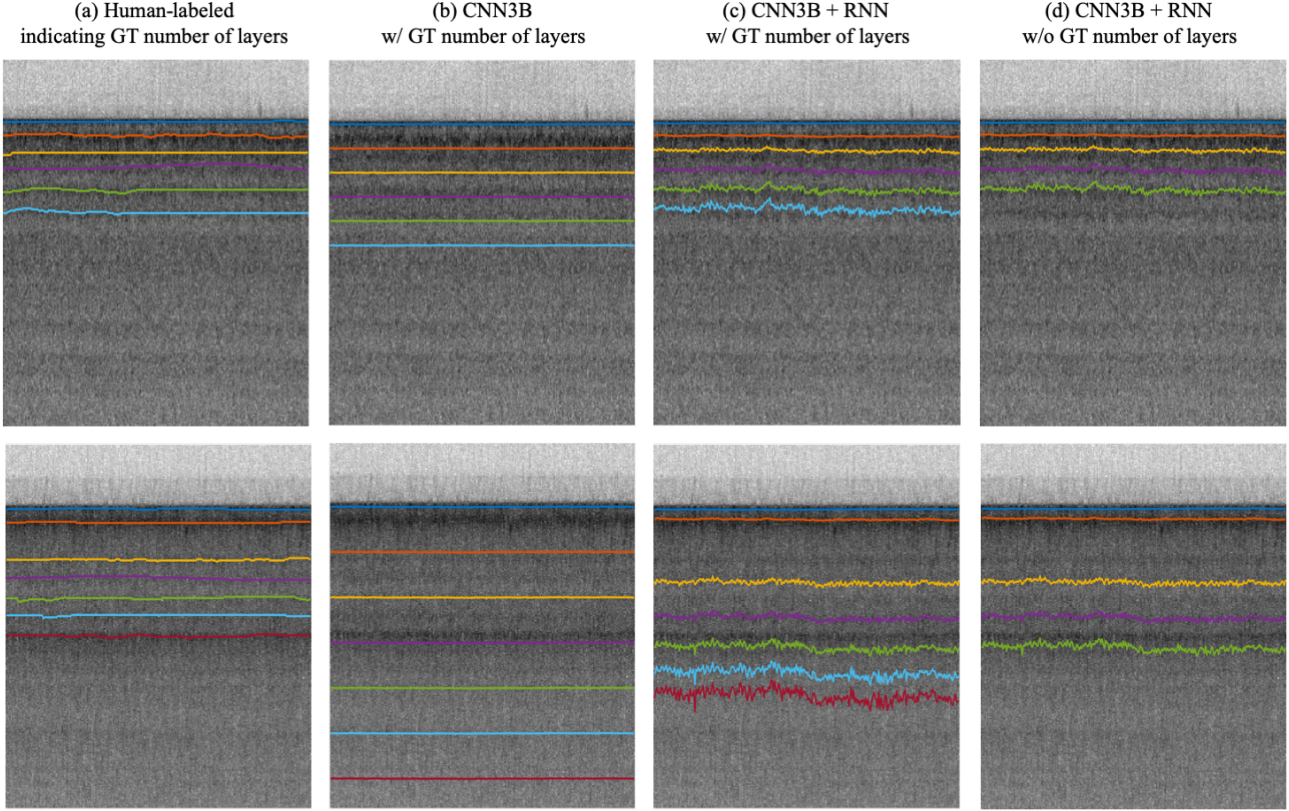 (a) Human-labeled
indicating GT number of layers
(b) CNN3B
w/ GT number of layers
(c) CNN3B + RNN
w/ GT number of layers
(d) CNN3B + RNN
w/o GT number of layers